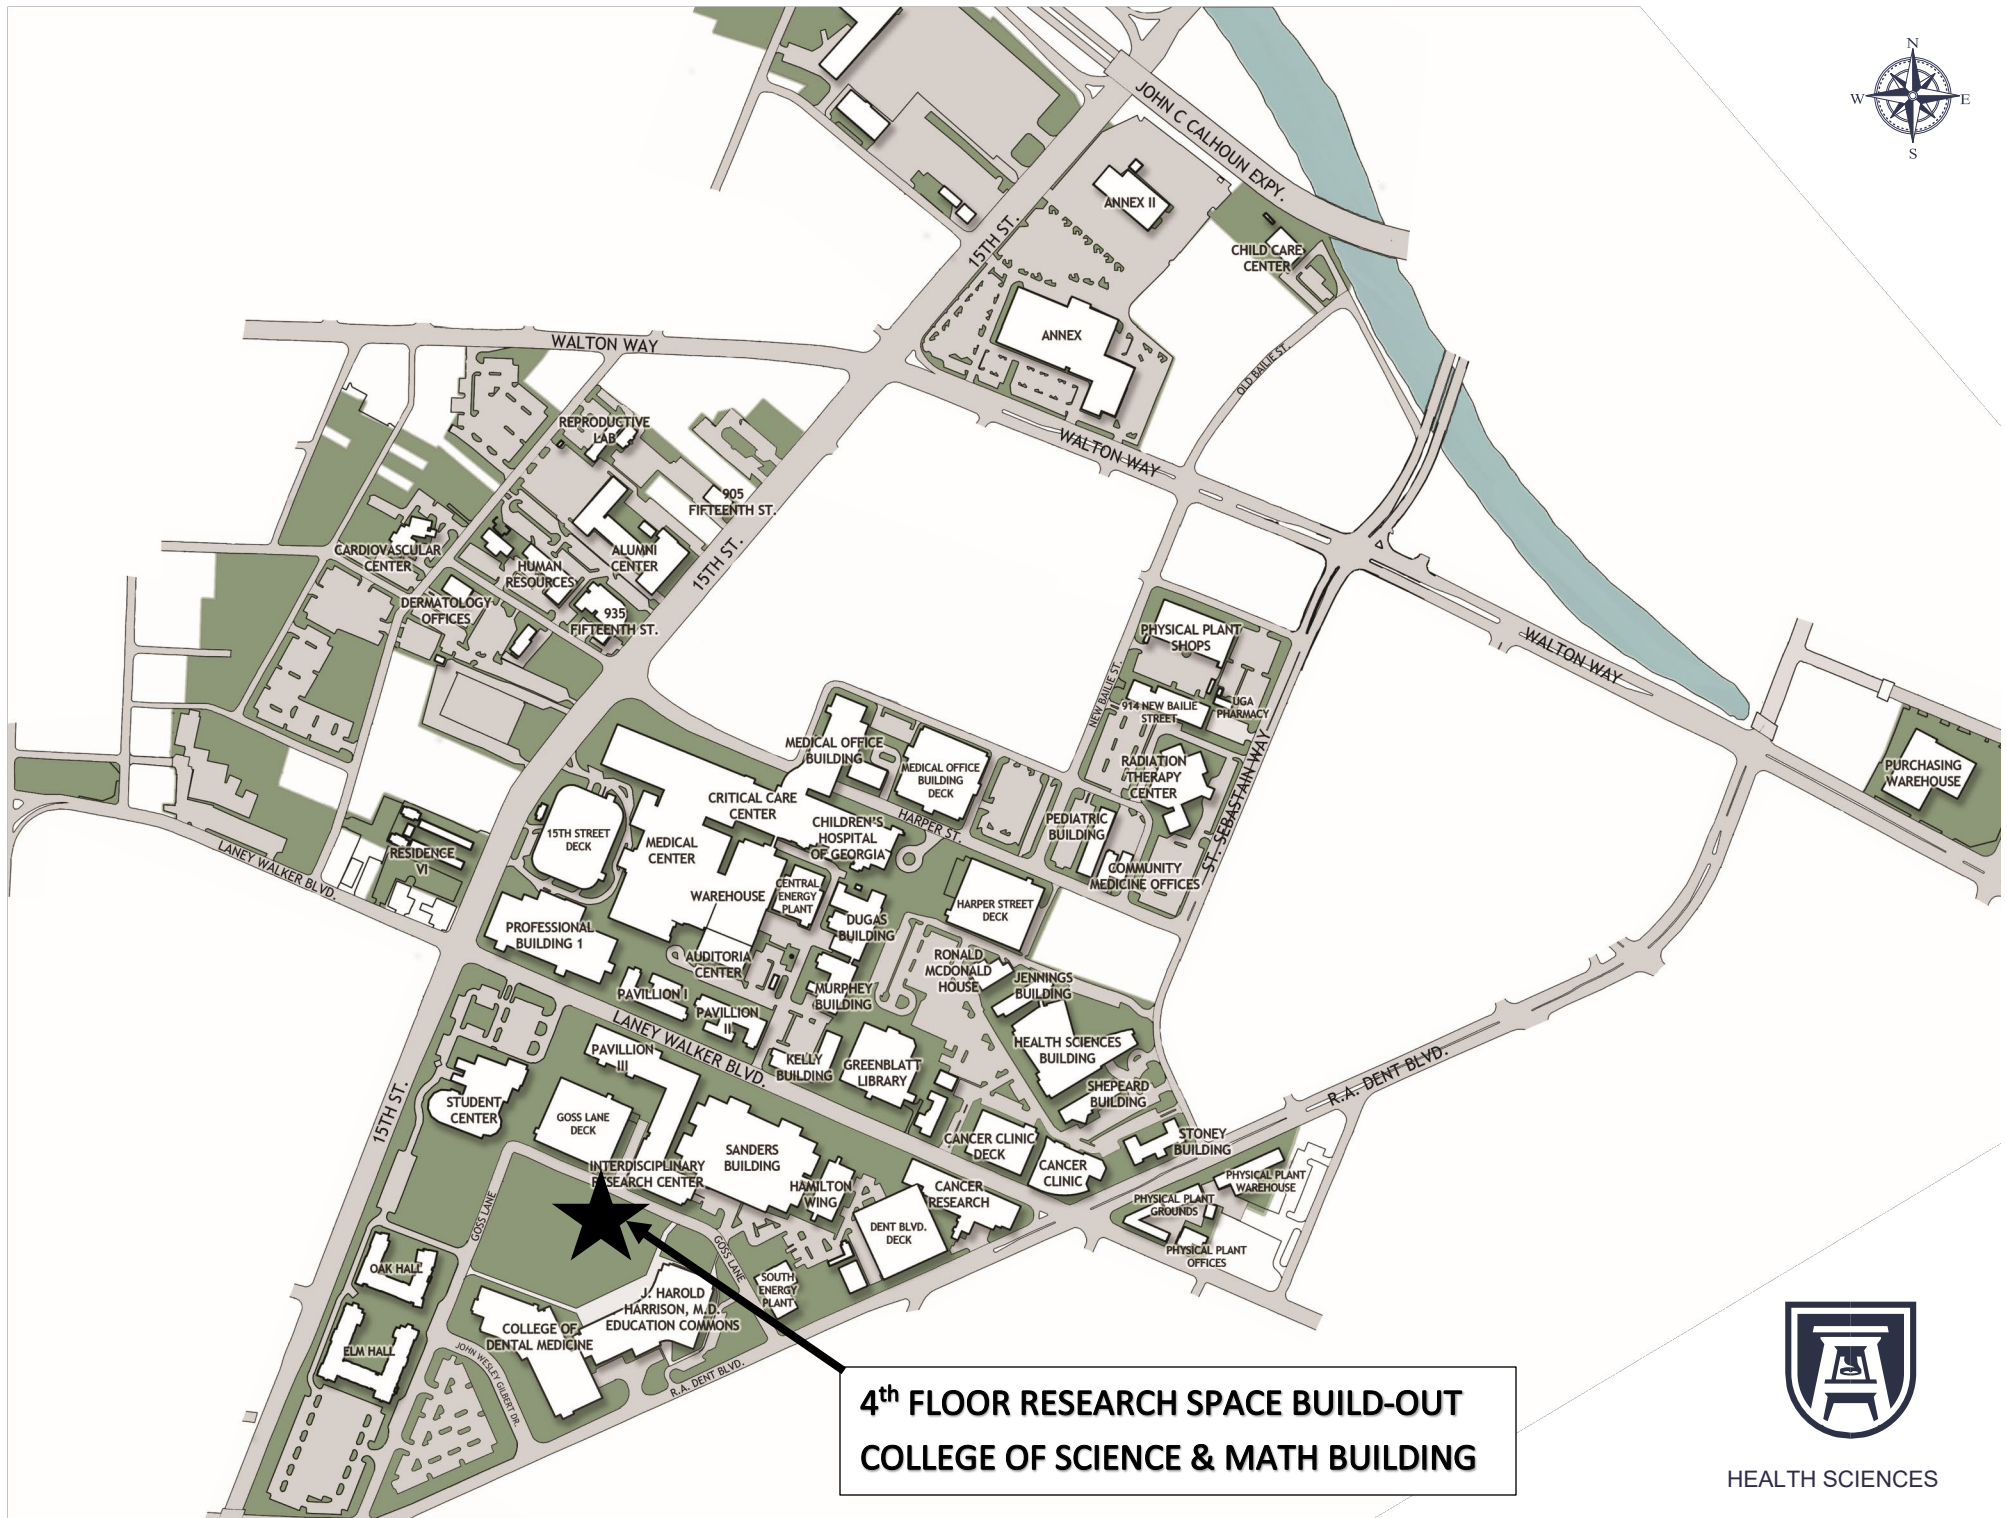 N
W
E
S
JOHN C CALHOUN EXPY.
ANNEX II
15TH ST.
CHILD CARE
CENTER
ANNEX
WALTON WAY
OLD BAILIE ST.
REPRODUCTIVE
LAB
WALTON WAY
905
FIFTEENTH ST.
CARDIOVASCULAR
CENTER
ALUMNI
CENTER
15TH ST.
HUMAN
RESOURCES
DERMATOLOGY
OFFICES
935
FIFTEENTH ST.
PHYSICAL PLANT
SHOPS
WALTON WAY
NEW BAILIE ST.
914 NEW BAILIE
STREET
UGA
PHARMACY
MEDICAL OFFICE
BUILDING
MEDICAL OFFICE
BUILDING
DECK
RADIATION
THERAPY
CENTER
ST. SEBASTAIN WAY
PURCHASING
WAREHOUSE
CRITICAL CARE
CENTER
CHILDREN'S
HOSPITAL
OF GEORGIA
HARPER ST.
PEDIATRIC
BUILDING
15TH STREET
DECK
MEDICAL
CENTER
RESIDENCE
VI
LANEY WALKER BLVD.
COMMUNITY
MEDICINE OFFICES
WAREHOUSE
CENTRAL
ENERGY
PLANT
HARPER STREET
DECK
DUGAS
BUILDING
PROFESSIONAL
BUILDING 1
AUDITORIA
CENTER
RONALD
MCDONALD
HOUSE
JENNINGS
BUILDING
PAVILLION I
MURPHEY
BUILDING
PAVILLION
II
LANEY WALKER BLVD.
HEALTH SCIENCES
BUILDING
PAVILLION
III
KELLY
BUILDING
GREENBLATT
LIBRARY
R.A. DENT BLVD.
SHEPEARD
BUILDING
STUDENT
CENTER
15TH ST.
GOSS LANE
DECK
CANCER CLINIC
DECK
STONEY
BUILDING
SANDERS
BUILDING
INTERDISCIPLINARY
RESEARCH CENTER
CANCER
CLINIC
HAMILTON
WING
CANCER
RESEARCH
PHYSICAL PLANT
WAREHOUSE
PHYSICAL PLANT
GROUNDS
GOSS LANE
DENT BLVD.
DECK
PHYSICAL PLANT
OFFICES
GOSS LANE
OAK HALL
SOUTH
ENERGY
PLANT
J. HAROLD
HARRISON, M.D.
EDUCATION COMMONS
COLLEGE OF
DENTAL MEDICINE
ELM HALL
JOHN WESLEY GILBERT DR.
R.A. DENT BLVD.
4th FLOOR RESEARCH SPACE BUILD-OUT
COLLEGE OF SCIENCE & MATH BUILDING
HEALTH SCIENCES